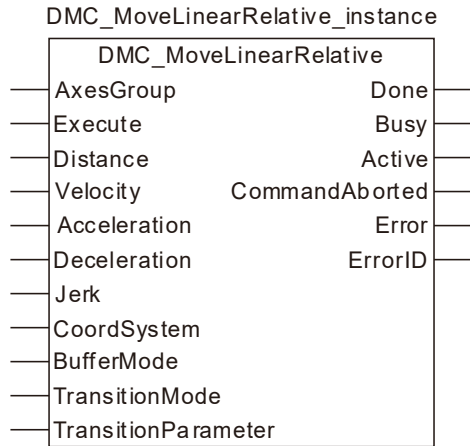 DMC_MoveLinearRelative_instance
DMC_MoveLinearRelative
AxesGroup Done
Execute Busy
Distance Active
Velocity CommandAborted
Acceleration Error
Deceleration ErrorID
Jerk
CoordSystem
BufferMode
TransitionMode
TransitionParameter